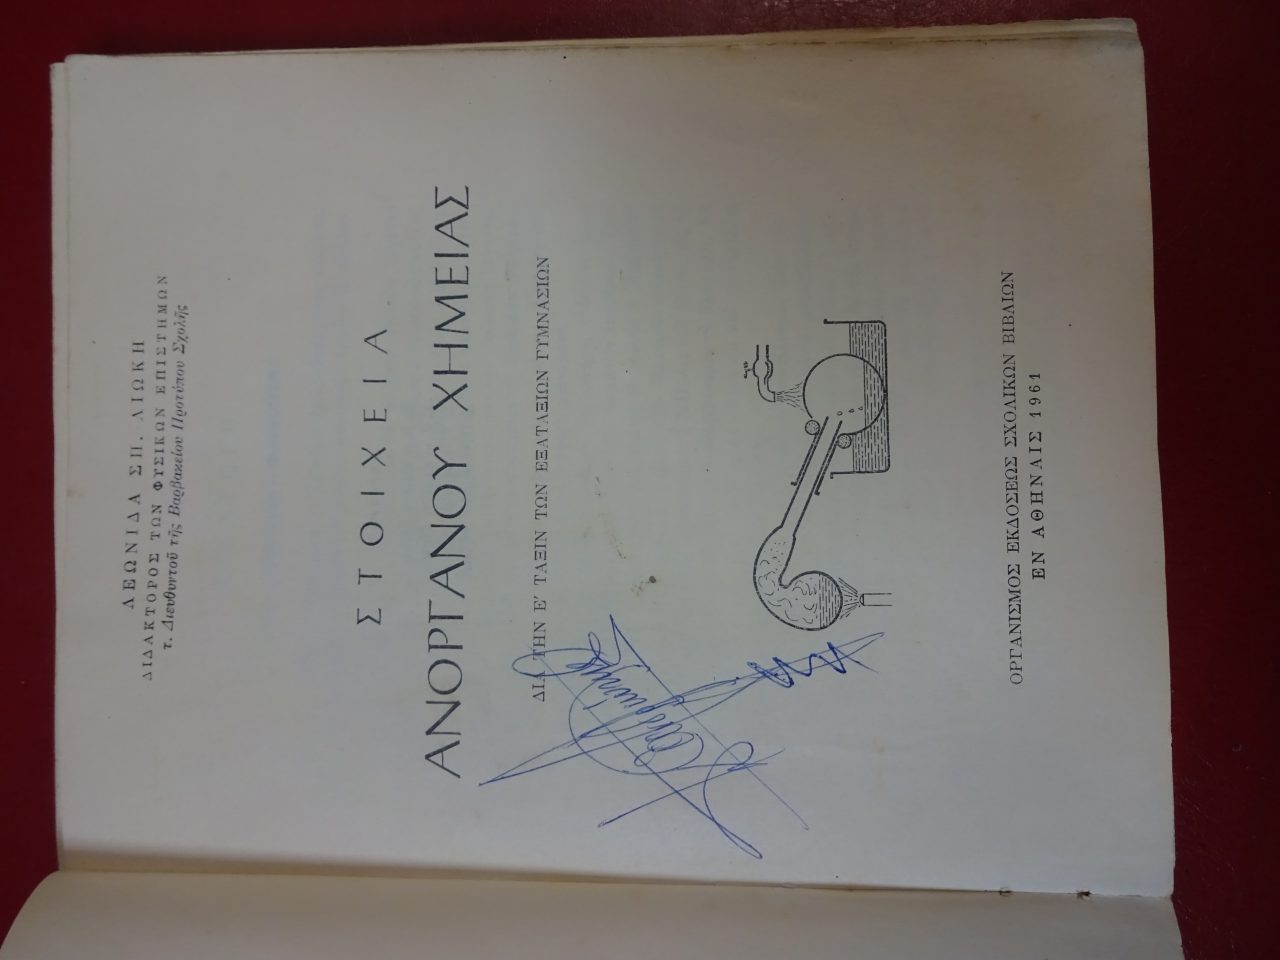 ΛΕΩΝΙΔΑ ΣΠ. ΛΙΩΚΗ
ΔΙΔΑΚΤΟΡΟΣ ΤΩΝ ΦΥΣΙΚΩΝ ΕΠΙΣΤΗΜΩΝ
τ. Διευθυντοῦ τῆς Βαρβακείου Προτύπου Σχολῆς
ΣΤΟΙΧΕΙΑ
ΑΝΟΡΓΑΝΟΥ ΧΗΜΕΙΑΣ
ΔΙΑ ΤΗΝ Ε' ΤΑΞΙΝ ΤΩΝ ΕΞΑΤΑΞΙΩΝ ΓΥΜΝΑΣΙΩΝ
ΟΡΓΑΝΙΣΜΟΣ ΕΚΔΟΣΕΩΣ ΣΧΟΛΙΚΩΝ ΒΙΒΛΙΩΝ
ΕΝ ΑΘΗΝΑΙΣ 1961